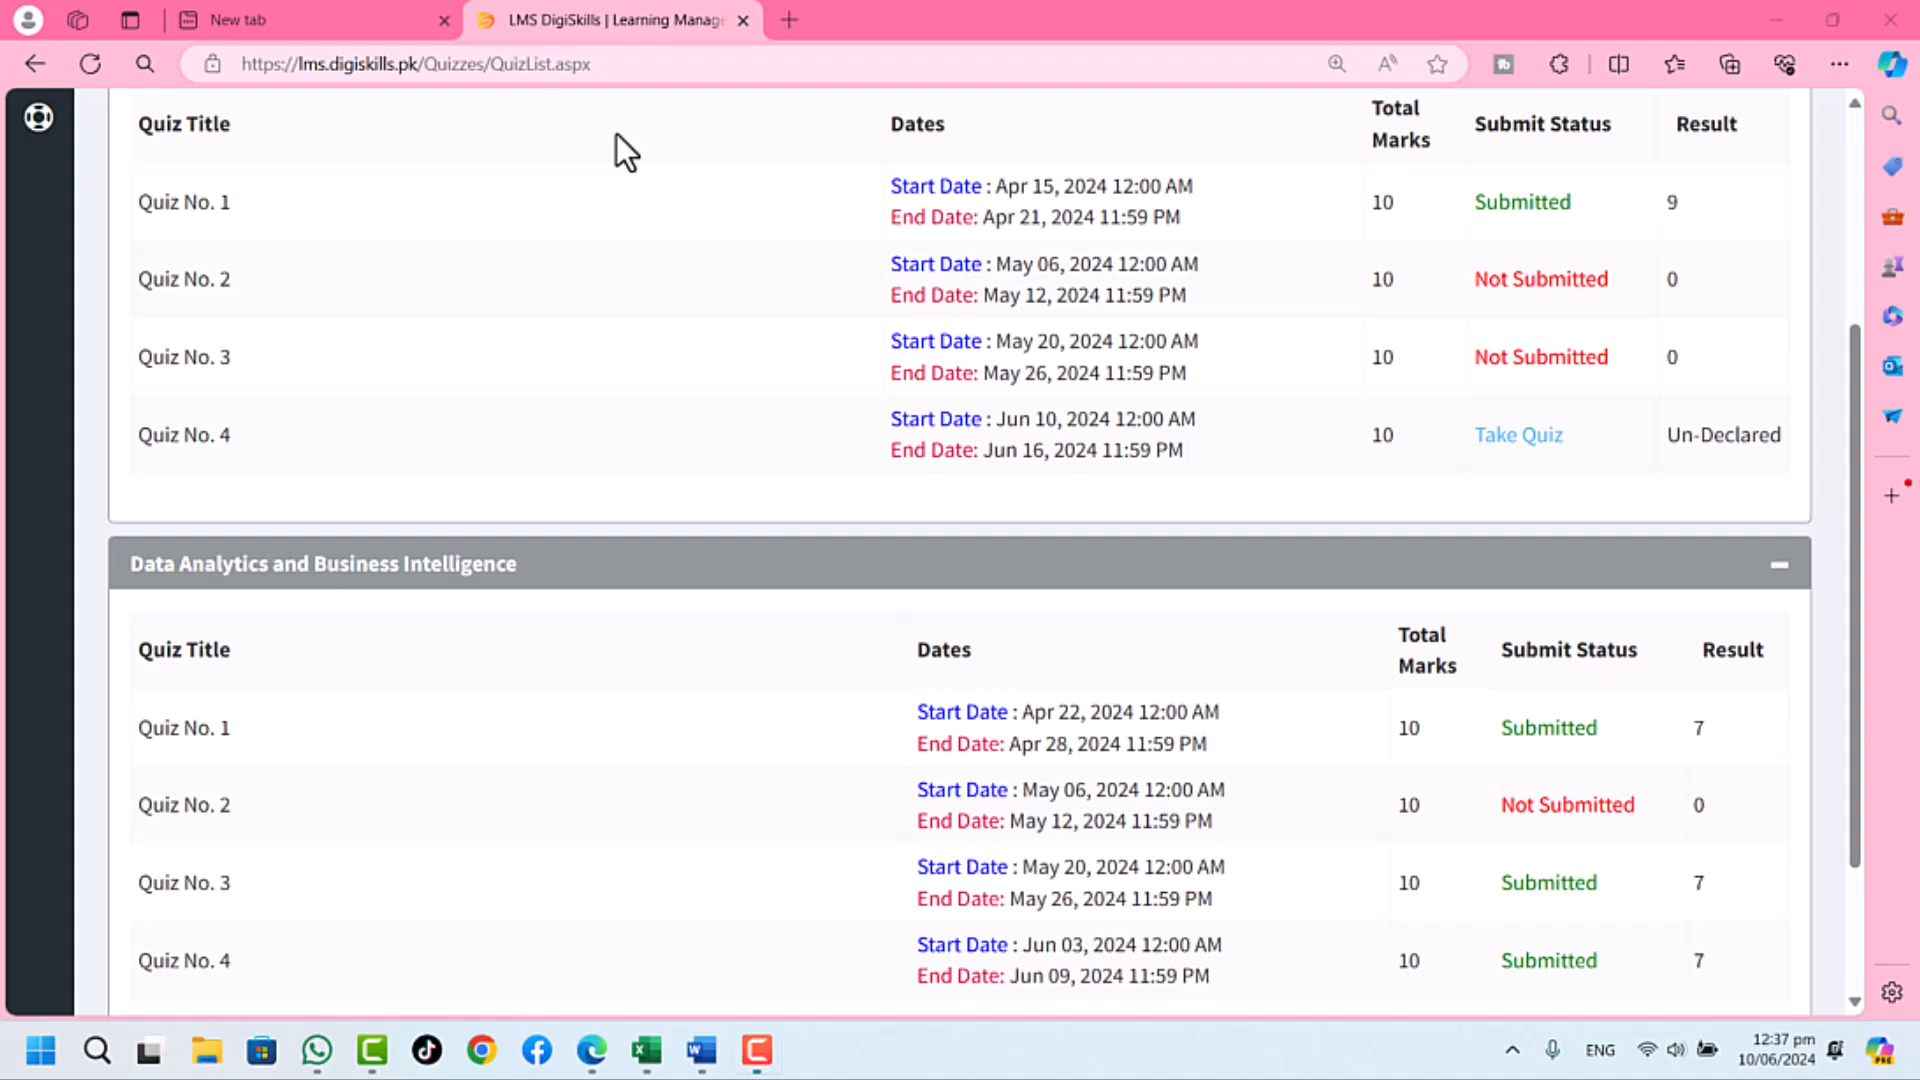 New tab
LMS DigiSkills | Learning Manag
https://lms.digiskills.pk/Quizzes/QuizList.aspx
Quiz Title Dates Total Marks Submit Status Result
Quiz No. 1 Start Date : Apr 15, 2024 12:00 AM 10 Submitted 9
End Date: Apr 21, 2024 11:59 PM
Quiz No. 2 Start Date : May 06, 2024 12:00 AM 10 Not Submitted 0
End Date: May 12, 2024 11:59 PM
Quiz No. 3 Start Date : May 20, 2024 12:00 AM 10 Not Submitted 0
End Date: May 26, 2024 11:59 PM
Quiz No. 4 Start Date : Jun 10, 2024 12:00 AM 10 Take Quiz Un-Declared
End Date: Jun 16, 2024 11:59 PM
Data Analytics and Business Intelligence
Quiz Title Dates Total Marks Submit Status Result
Quiz No. 1 Start Date : Apr 22, 2024 12:00 AM 10 Submitted 7
End Date: Apr 28, 2024 11:59 PM
Quiz No. 2 Start Date : May 06, 2024 12:00 AM 10 Not Submitted 0
End Date: May 12, 2024 11:59 PM
Quiz No. 3 Start Date : May 20, 2024 12:00 AM 10 Submitted 7
End Date: May 26, 2024 11:59 PM
Quiz No. 4 Start Date : Jun 03, 2024 12:00 AM 10 Submitted 7
End Date: Jun 09, 2024 11:59 PM
ENG
12:37 pm
10/06/2024